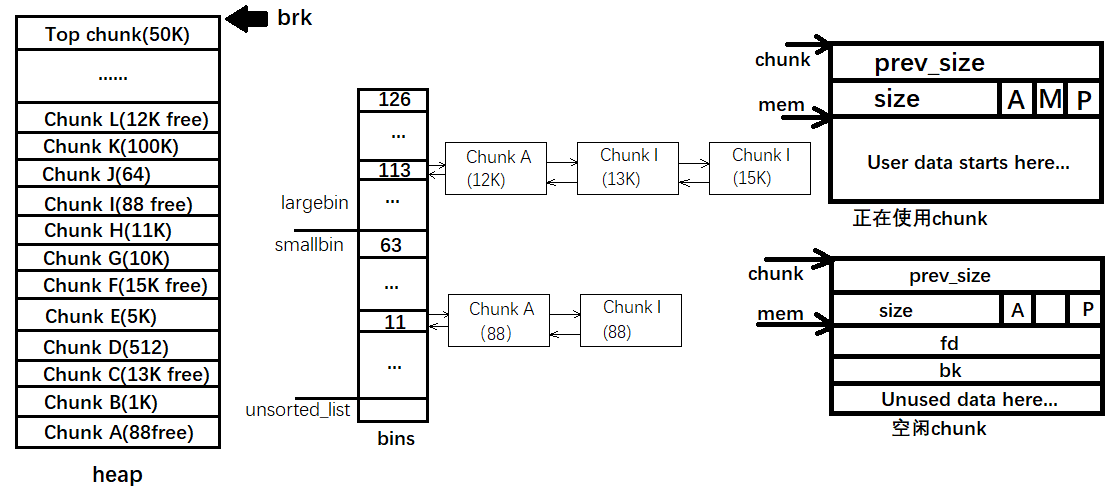 brk
Top chunk(50K)
......
Chunk L(12K free)
Chunk K(100K)
Chunk J(64)
Chunk I(88 free)
Chunk H(11K)
Chunk G(10K)
Chunk F(15K free)
Chunk E(5K)
Chunk D(512)
Chunk C(13K free)
Chunk B(1K)
Chunk A(88free)
heap
126
...
113
...
largebin
smallbin
63
...
11
...
unsorted_list
bins
Chunk A
(12K)
Chunk I
(13K)
Chunk I
(15K)
Chunk A
(88)
Chunk I
(88)
chunk
prev_size
size
A
M
P
mem
User data starts here...
正在使用chunk
chunk
prev_size
size
A
P
mem
fd
bk
Unused data here...
空闲chunk